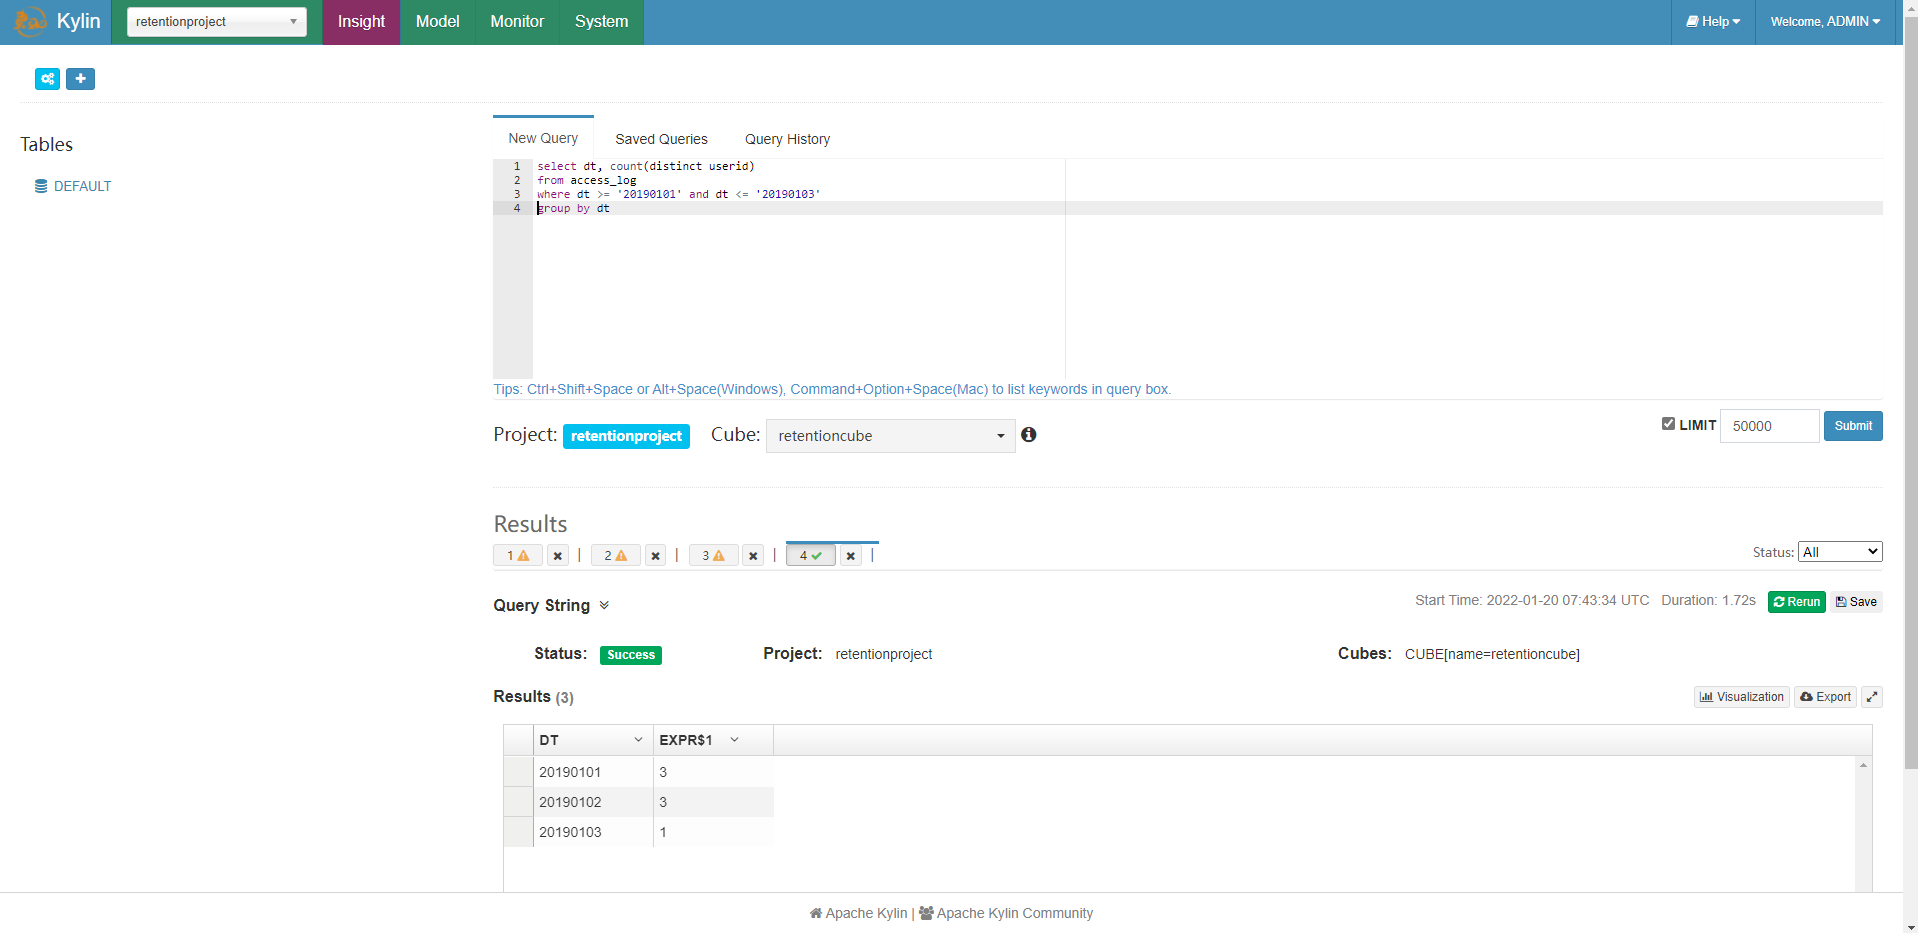 Kylin retentionproject Insight Model Monitor System Help Welcome, ADMIN
Tables
DEFAULT
New Query Saved Queries Query History
1 select dt, count(distinct userid)
2 from access_log
3 where dt >= '20190101' and dt <= '20190103'
4 group by dt
Tips: Ctrl+Shift+Space or Alt+Space(Windows), Command+Option+Space(Mac) to list keywords in query box.
Project: retentionproject Cube: retentioncube LIMIT 50000 Submit
Results
1 | 2 | 3 | 4 | Status: All
Query String Start Time: 2022-01-20 07:43:34 UTC Duration: 1.72s Rerun Save
Status: Success Project: retentionproject Cubes: CUBE[name=retentioncube]
Results (3) Visualization Export
DT EXPR$1
20190101 3
20190102 3
20190103 1
Apache Kylin | Apache Kylin Community